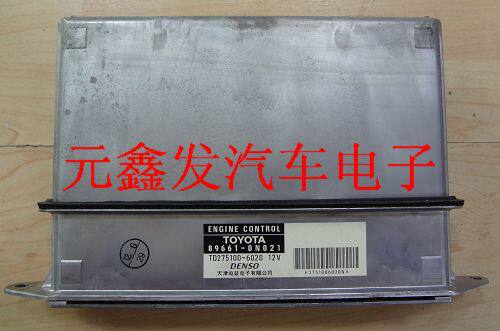 元鑫发汽车电子
ENGINE CONTROL
TOYOTA
89661-0N021
TD275100-6020 12V
DENSO
天津电装电子有限公司